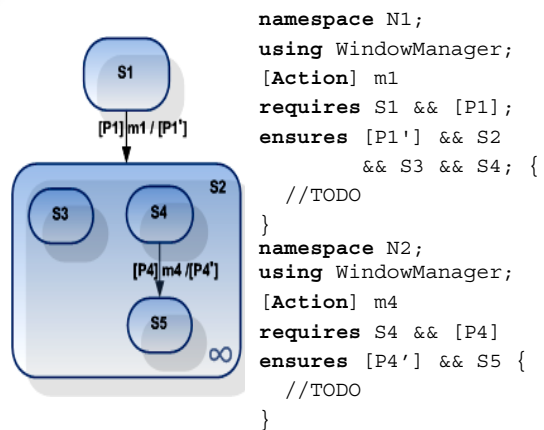 S1
[P1] m1 / [P1']
S2
S3
S4
[P4] m4 /[P4']
S5
∞
namespace N1;
using WindowManager;
[Action] m1
requires S1 && [P1];
ensures [P1'] && S2
&& S3 && S4; {
//TODO
}
namespace N2;
using WindowManager;
[Action] m4
requires S4 && [P4]
ensures [P4’] && S5 {
//TODO
}